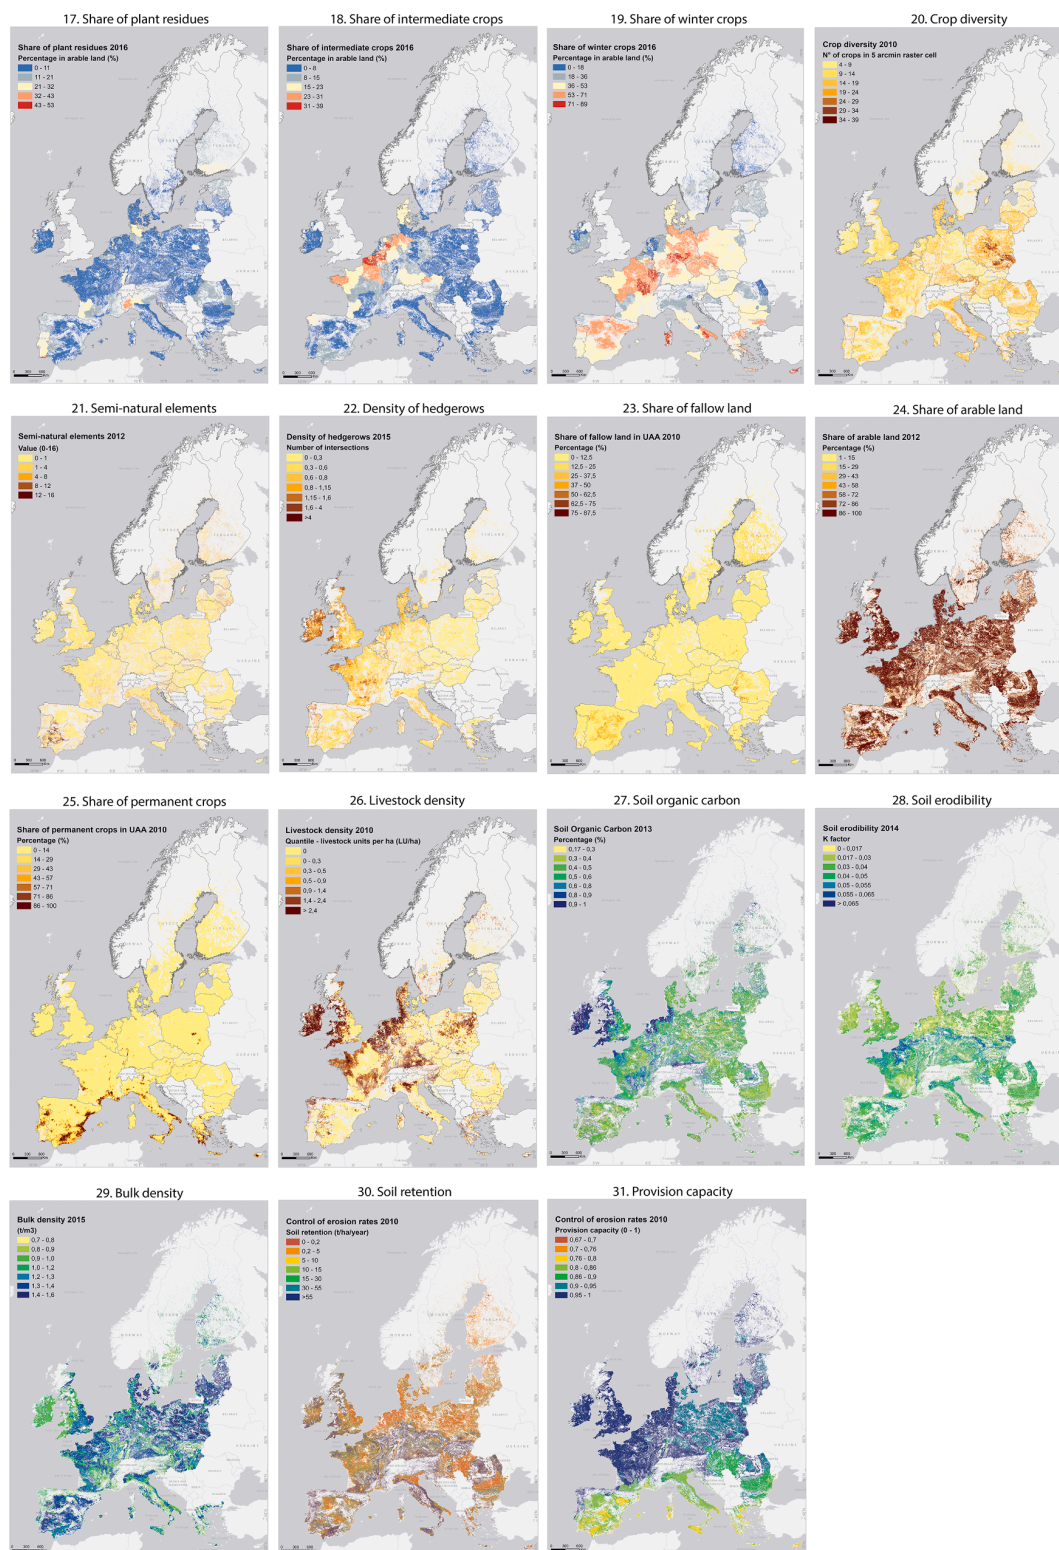 17. Share of plant residues
Share of plant residues 2016
Percentage in arable land (%)
0 - 11
11 - 21
21 - 32
32 - 43
43 - 53
18. Share of intermediate crops
Share of intermediate crops 2016
Percentage in arable land (%)
0 - 8
8 - 15
15 - 23
23 - 31
31 - 39
19. Share of winter crops
Share of winter crops 2016
Percentage in arable land (%)
0 - 18
18 - 36
36 - 53
53 - 71
71 - 89
20. Crop diversity
Crop diversity 2010
N° of crops in 5 arcmin raster cell
4 - 9
9 - 14
14 - 19
19 - 24
24 - 29
29 - 34
34 - 39
21. Semi-natural elements
Semi-natural elements 2012
Value (0-16)
0 - 1
1 - 4
4 - 8
8 - 12
12 - 16
22. Density of hedgerows
Density of hedgerows 2015
Number of intersections
0 - 0,3
0,3 - 0,6
0,6 - 0,8
0,8 - 1,15
1,15 - 1,6
1,6 - 4
>4
23. Share of fallow land
Share of fallow land in UAA 2010
Percentage (%)
0 - 12,5
12,5 - 25
25 - 37,5
37 - 50
50 - 62,5
62,5 - 75
75 - 87,5
24. Share of arable land
Share of arable land 2012
Percentage (%)
1 - 15
15 - 29
29 - 43
43 - 58
58 - 72
72 - 86
86 - 100
25. Share of permanent crops
Share of permanent crops in UAA 2010
Percentage (%)
0 - 14
14 - 29
29 - 43
43 - 57
57 - 71
71 - 86
86 - 100
26. Livestock density
Livestock density 2010
Quantile - livestock units per ha (LU/ha)
0
0 - 0,3
0,3 - 0,5
0,5 - 0,9
0,9 - 1,4
1,4 - 2,4
> 2,4
27. Soil organic carbon
Soil Organic Carbon 2013
Percentage (%)
0,17 - 0,3
0,3 - 0,4
0,4 - 0,5
0,5 - 0,6
0,6 - 0,8
0,8 - 0,9
0,9 - 1
28. Soil erodibility
Soil erodibility 2014
K factor
0 - 0,017
0,017 - 0,03
0,03 - 0,04
0,04 - 0,05
0,05 - 0,055
0,055 - 0,065
> 0,065
29. Bulk density
Bulk density 2015
(t/m3)
0,7 - 0,8
0,8 - 0,9
0,9 - 1,0
1,0 - 1,2
1,2 - 1,3
1,3 - 1,4
1,4 - 1,6
30. Soil retention
Control of erosion rates 2010
Soil retention (t/ha/year)
0 - 0,2
0,2 - 5
5 - 10
10 - 15
15 - 30
30 - 55
>55
31. Provision capacity
Control of erosion rates 2010
Provision capacity (0 - 1)
0,67 - 0,7
0,7 - 0,76
0,76 - 0,8
0,8 - 0,86
0,86 - 0,9
0,9 - 0,95
0,95 - 1